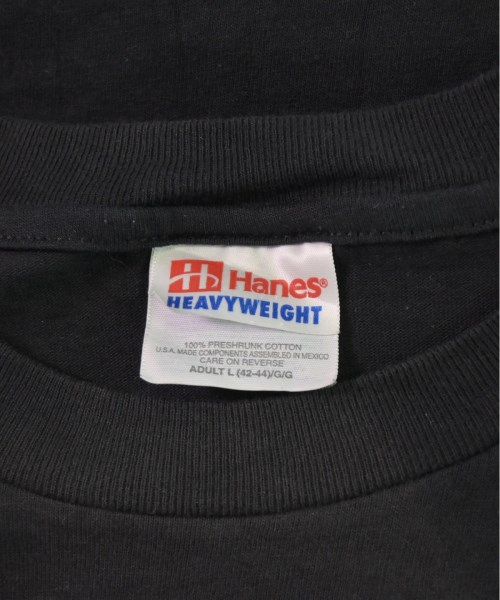 Hanes®
HEAVYWEIGHT
100% PRESHRUNK COTTON
U.S.A. MADE COMPONENTS ASSEMBLED IN MEXICO
CARE ON REVERSE
ADULT L (42-44)/G/G